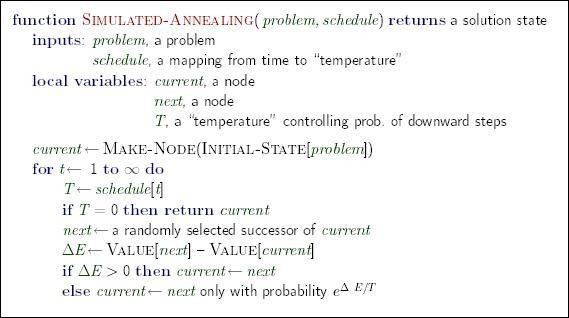 function SIMULATED-ANNEALING(problem, schedule) returns a solution state
inputs: problem, a problem
schedule, a mapping from time to “temperature”
local variables: current, a node
next, a node
T, a “temperature” controlling prob. of downward steps
current ← MAKE-NODE(INITIAL-STATE[problem])
for t ← 1 to ∞ do
T ← schedule[t]
if T = 0 then return current
next ← a randomly selected successor of current
ΔE ← VALUE[next] – VALUE[current]
if ΔE > 0 then current ← next
else current ← next only with probability e^Δ E/T